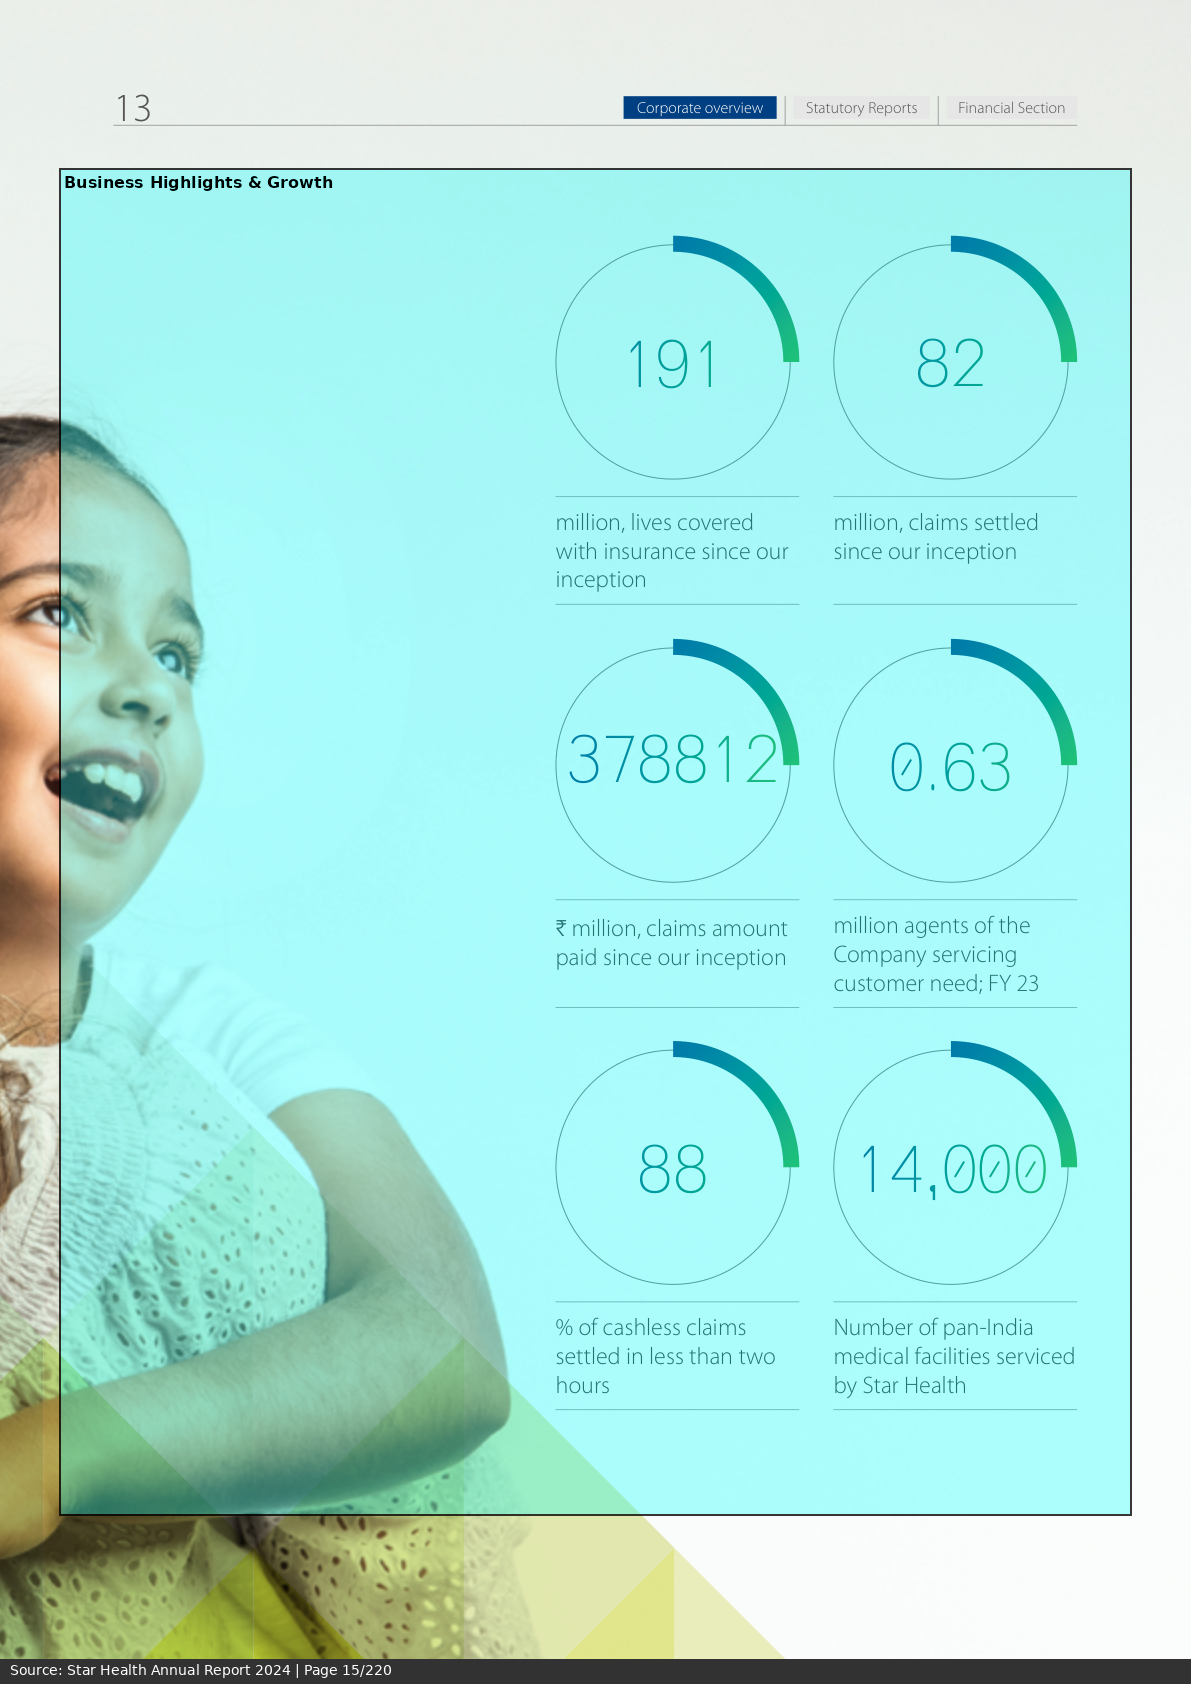 13
Corporate overview
Statutory Reports
Financial Section
Business Highlights & Growth
191
million, lives covered
with insurance since our
inception
82
million, claims settled
since our inception
378812
₹ million, claims amount
paid since our inception
0.63
million agents of the
Company servicing
customer need; FY 23
88
% of cashless claims
settled in less than two
hours
14,000
Number of pan-India
medical facilities serviced
by Star Health
Source: Star Health Annual Report 2024 | Page 15/220